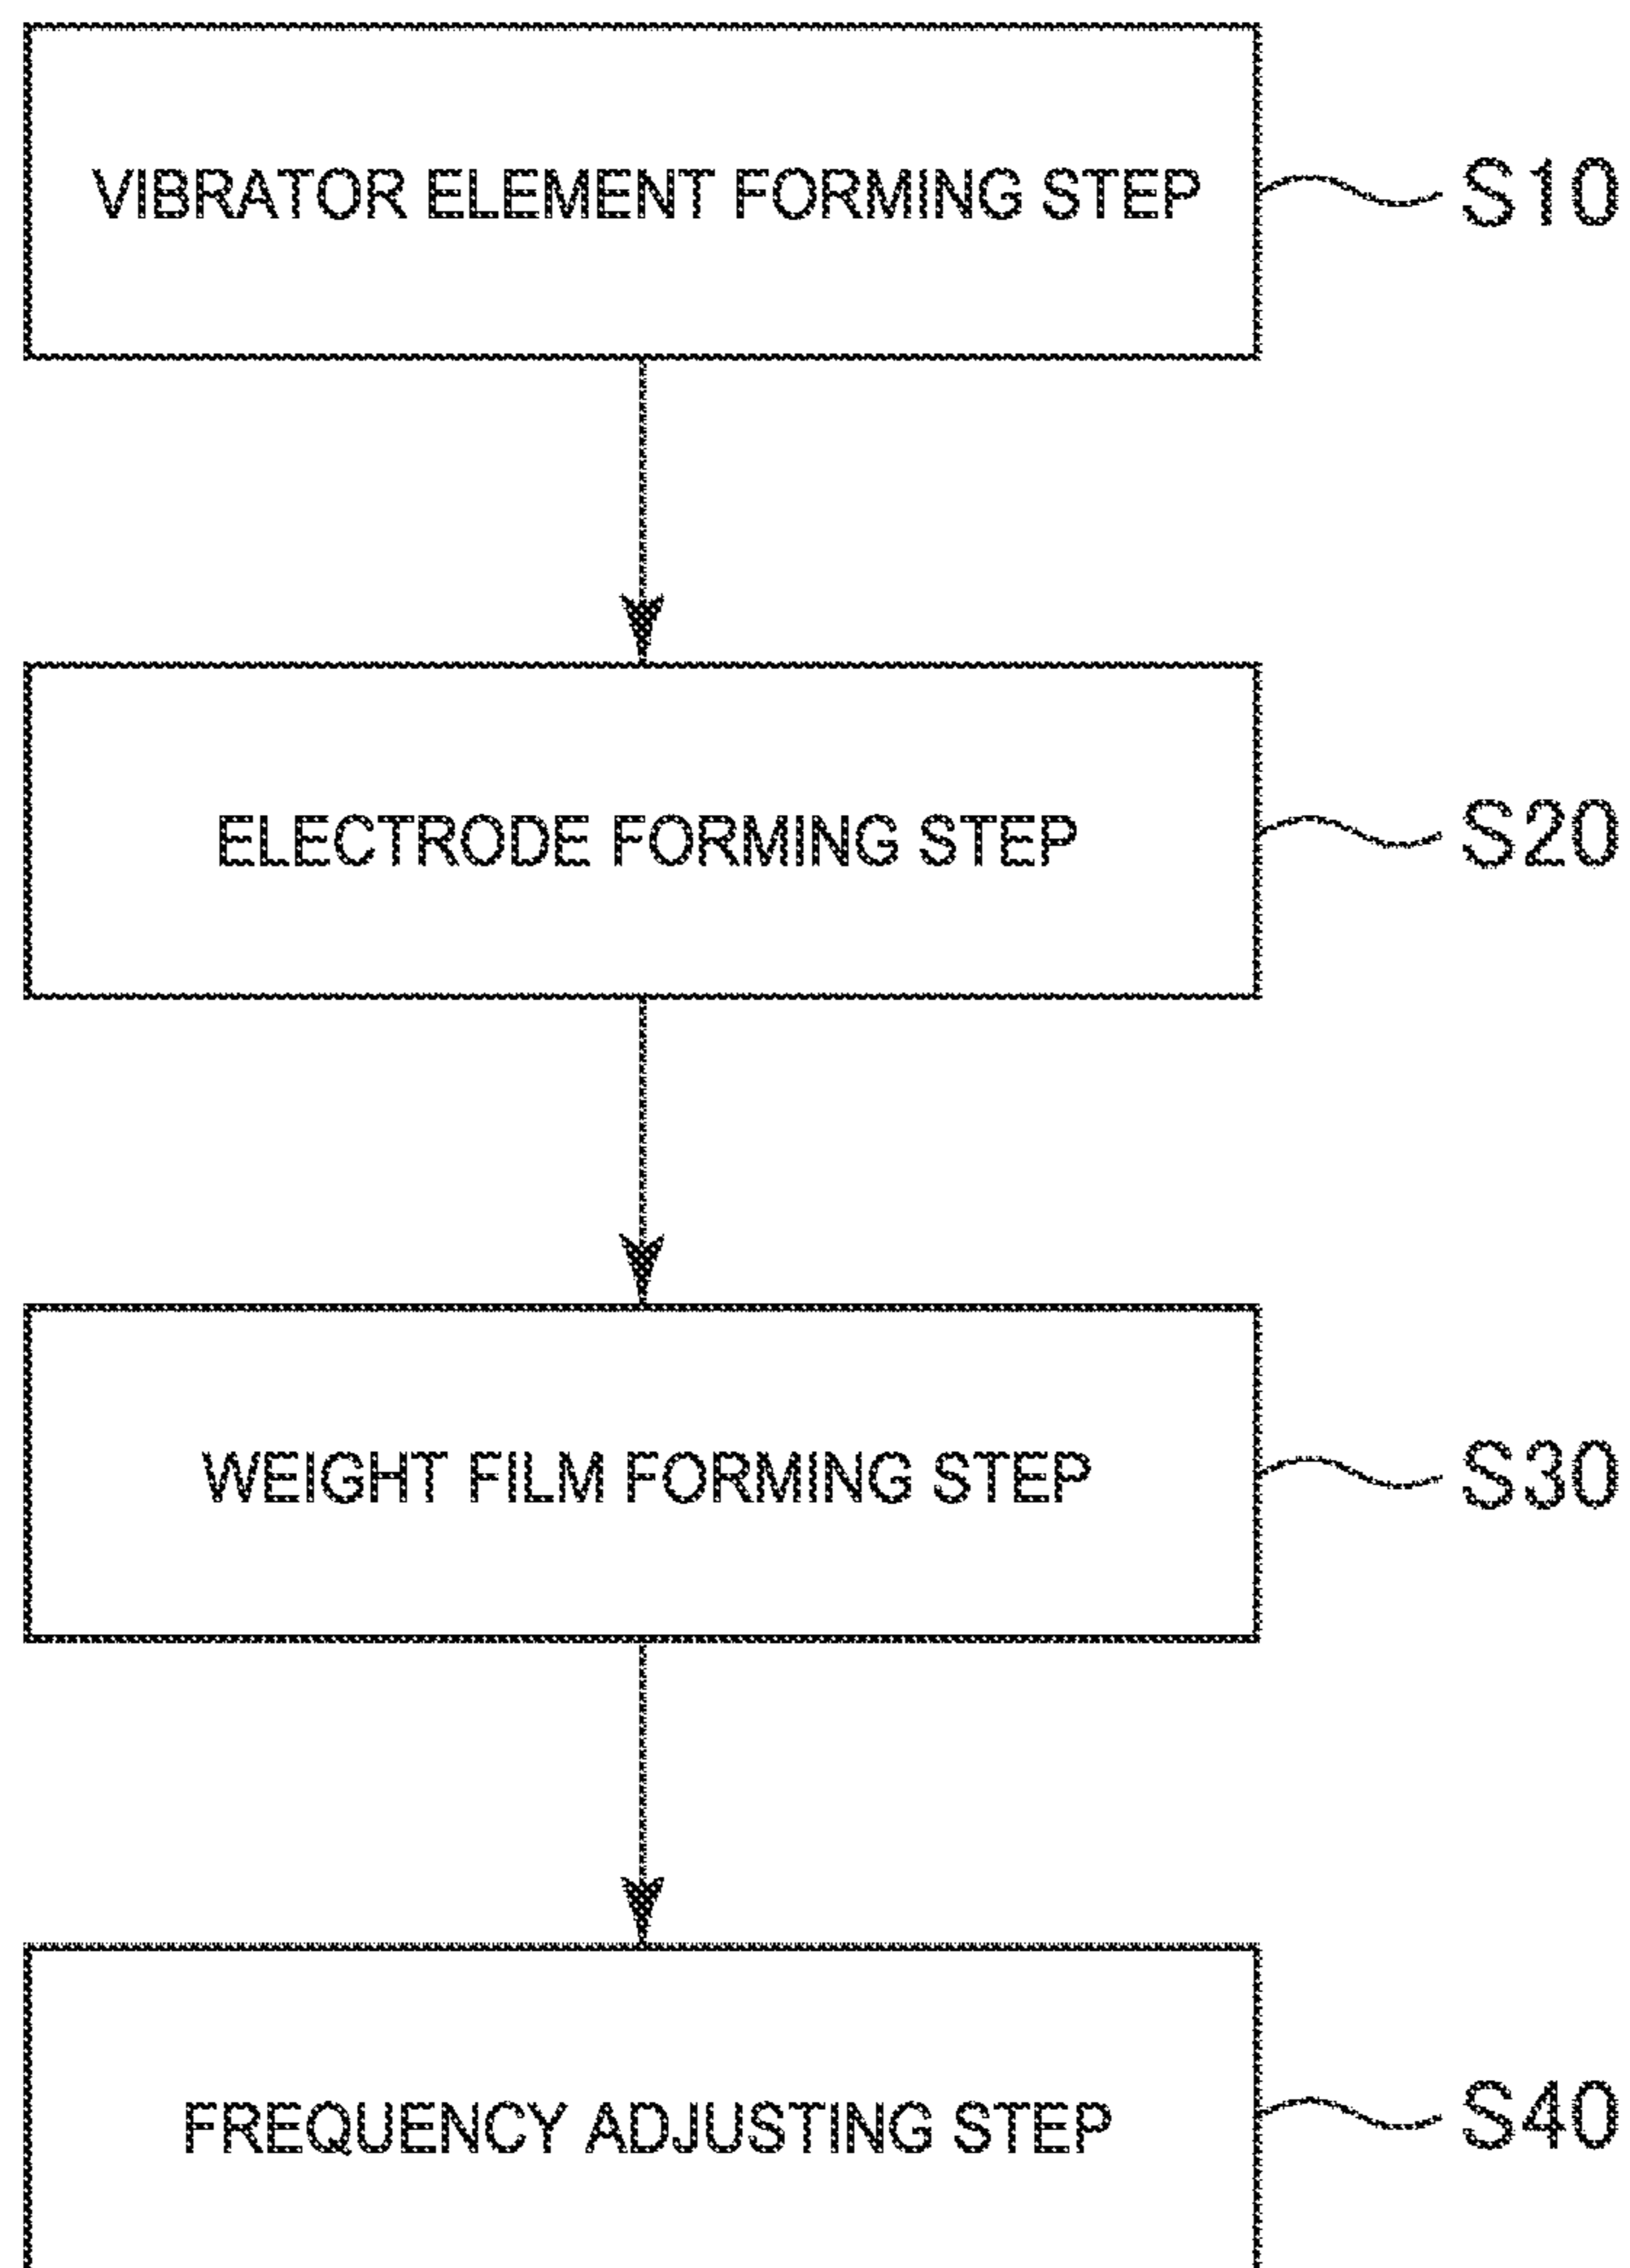 VIBRATOR ELEMENT FORMING STEP S10
ELECTRODE FORMING STEP S20
WEIGHT FILM FORMING STEP S30
FREQUENCY ADJUSTING STEP S40